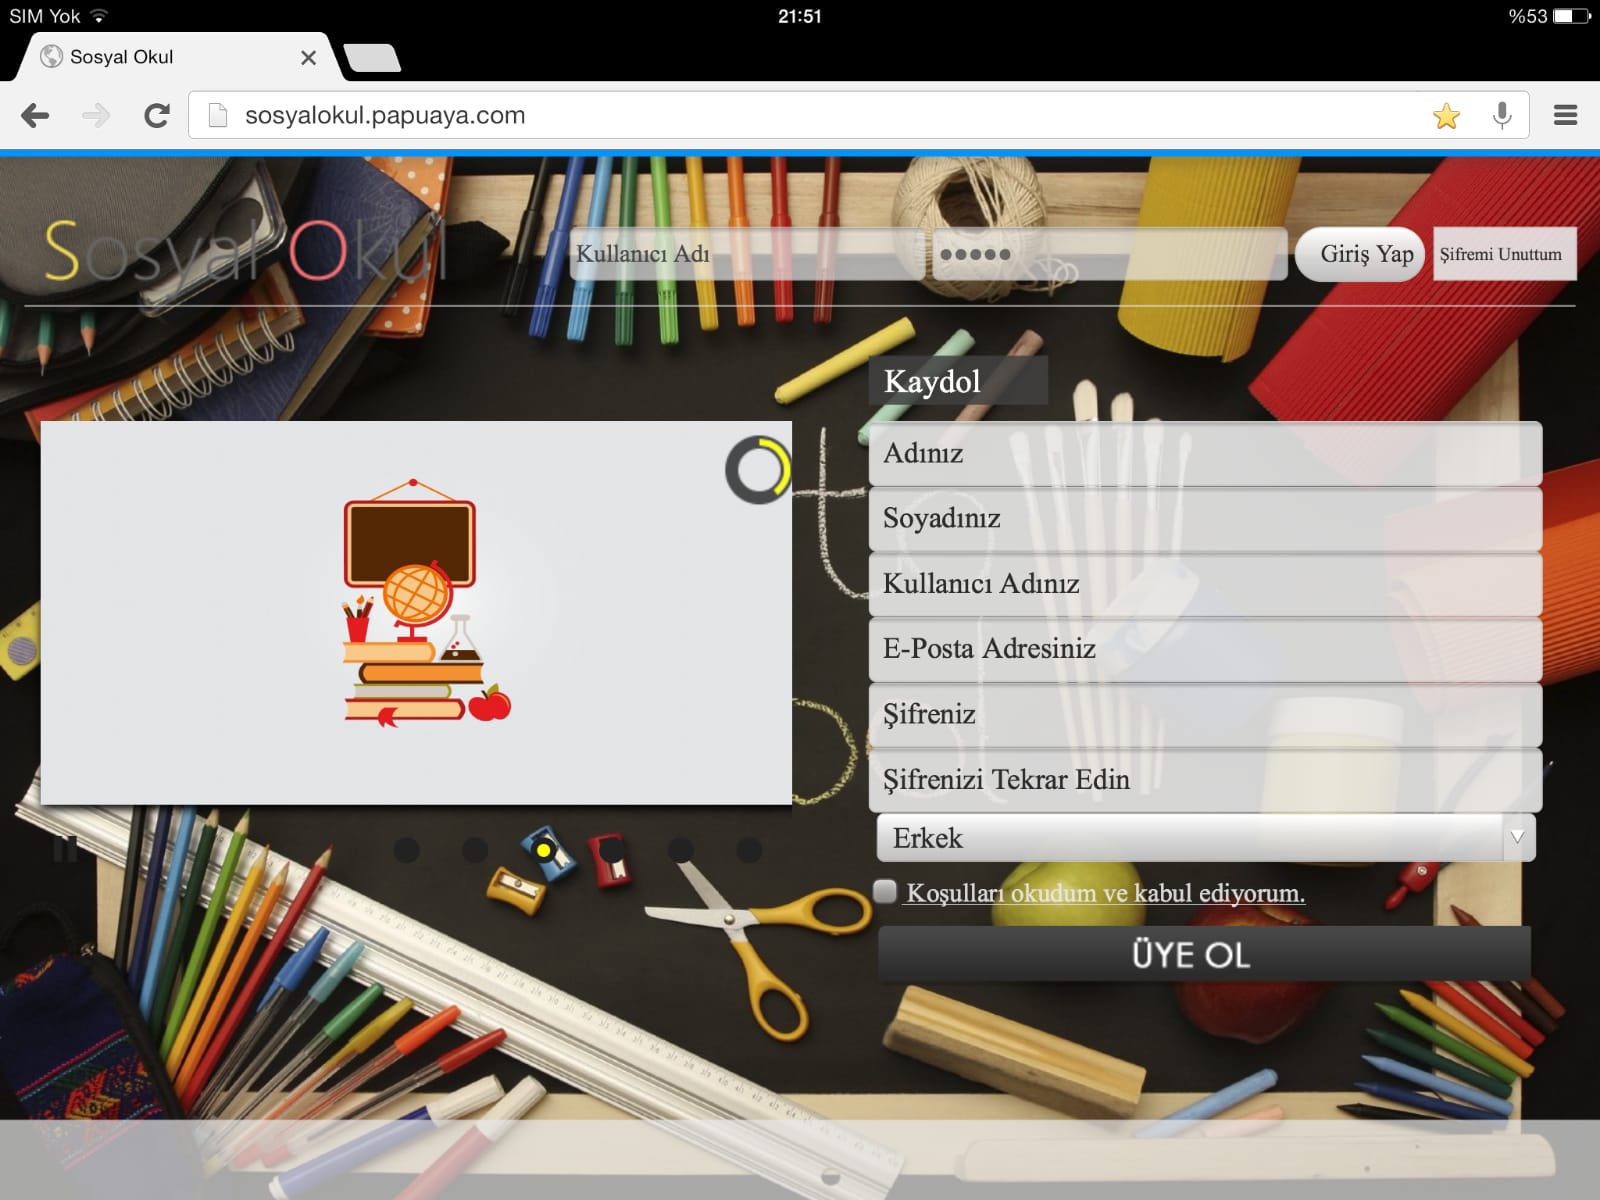 SIM Yok
21:51
%53
Sosyal Okul
sosyalokul.papuaya.com
Sosyal Okul
Kullanıcı Adı
●●●●●
Giriş Yap
Şifremi Unuttum
Kaydol
Adınız
Soyadınız
Kullanıcı Adınız
E-Posta Adresiniz
Şifreniz
Şifrenizi Tekrar Edin
Erkek
Koşulları okudum ve kabul ediyorum.
ÜYE OL